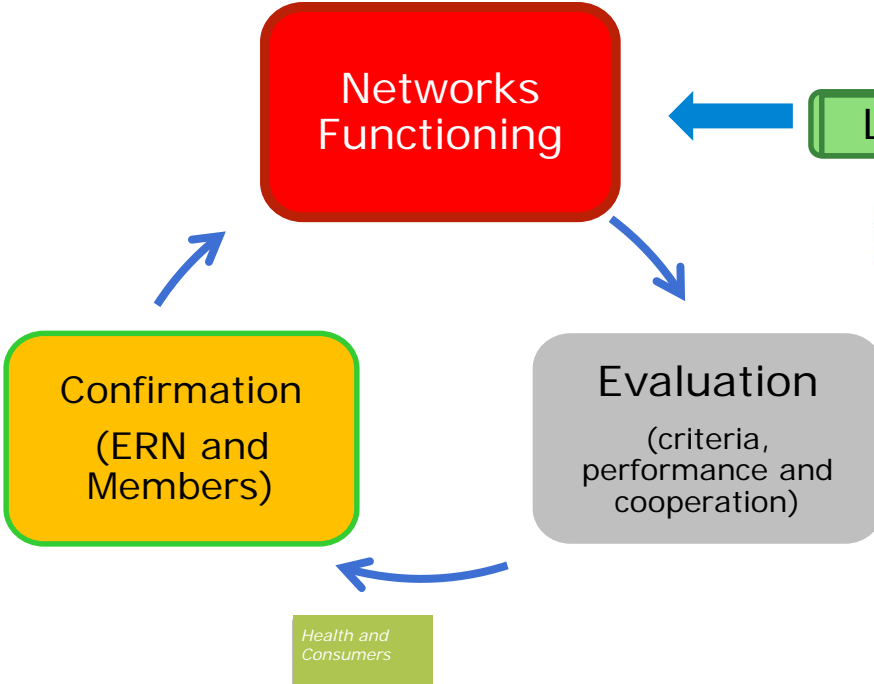 Networks
Functioning
L
Confirmation
(ERN and
Members)
Evaluation
(criteria,
performance and
cooperation)
Health and
Consumers